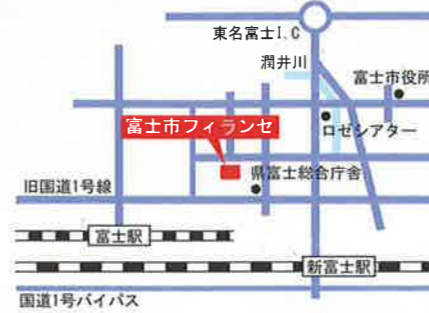 東名富士I.C
潤井川
富士市役所
富士市フィランセ
ロゼシアター
県富士総合庁舎
旧国道1号線
富士駅
新富士駅
国道1号バイパス